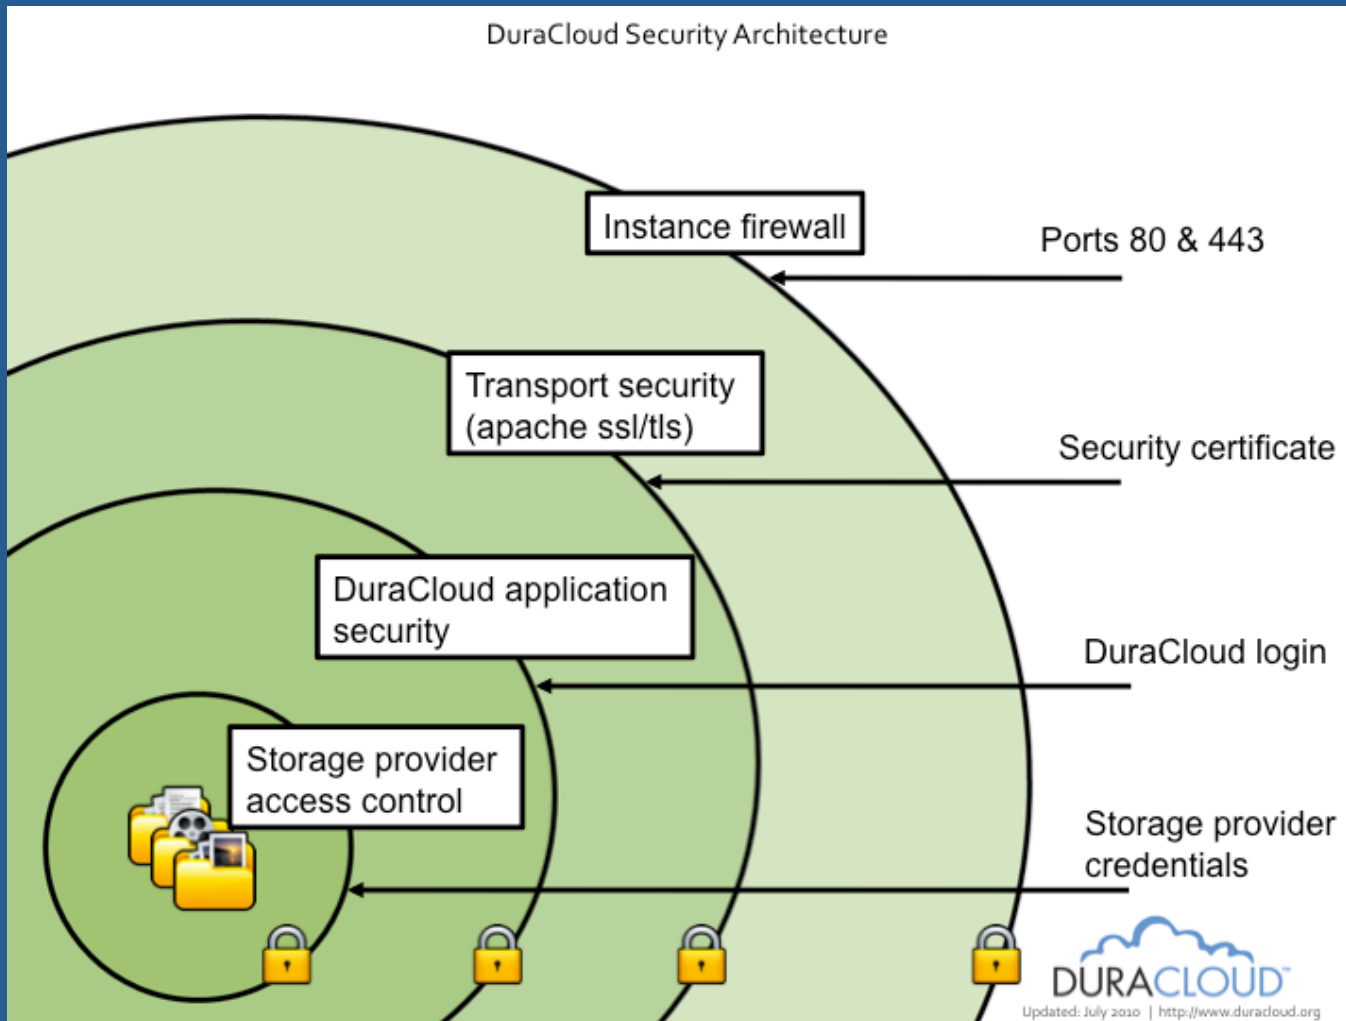 DuraCloud Security Architecture
Instance firewall
Ports 80 & 443
Transport security
(apache ssl/tls)
Security certificate
DuraCloud application
security
DuraCloud login
Storage provider
access control
Storage provider
credentials
DURACLOUD™
Updated: July 2010 | http://www.duracloud.org